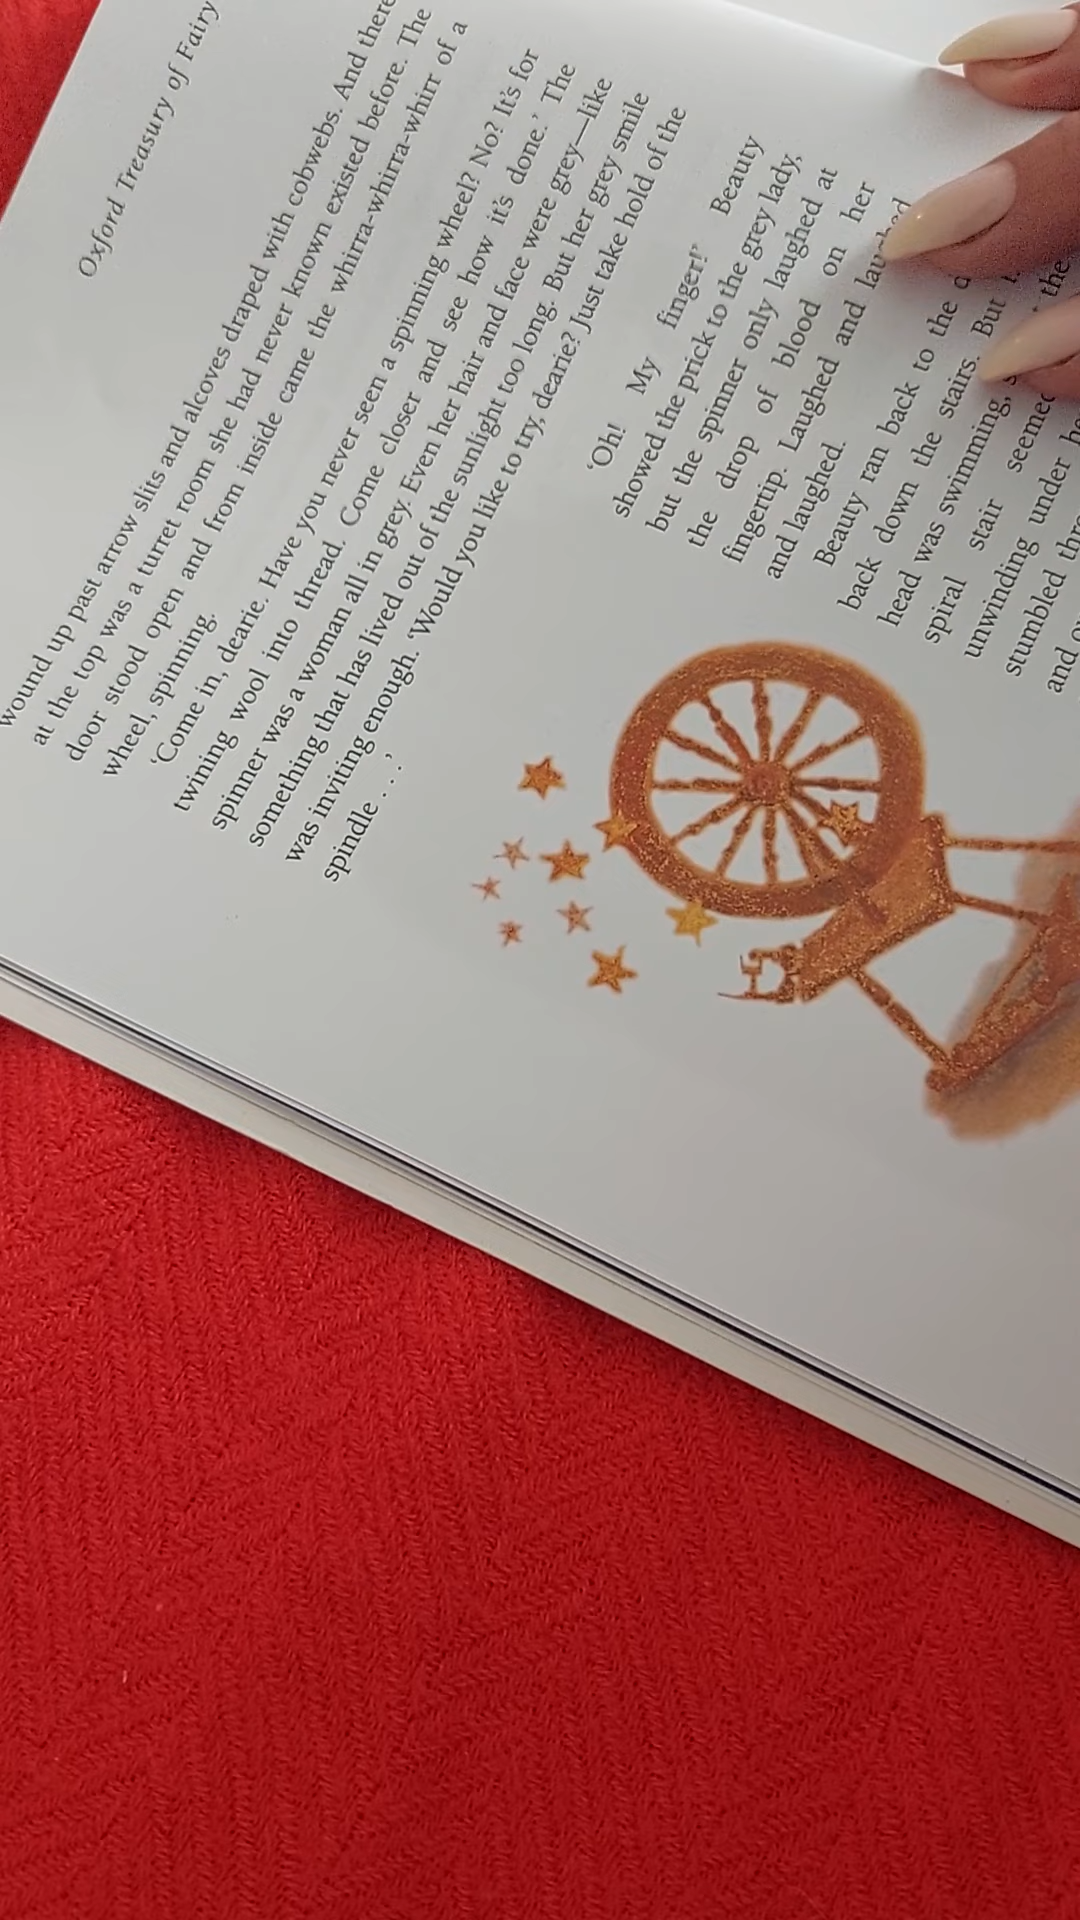 Oxford Treasury of Fairy
wound up past arrow slits and alcoves draped with cobwebs. And there
at the top was a turret room she had never known existed before. The
door stood open and from inside came the whirra-whirra-whirr of a
wheel, spinning.
‘Come in, dearie. Have you never seen a spinning wheel? No? It’s for
twining wool into thread. Come closer and see how it’s done.’ The
spinner was a woman all in grey. Even her hair and face were grey—like
something that has lived out of the sunlight too long. But her grey smile
was inviting enough. ‘Would you like to try, dearie? Just take hold of the
spindle . . .’
‘Oh! My finger!’ Beauty
showed the prick to the grey lady,
but the spinner only laughed at
the drop of blood on her
fingertip. Laughed and laughed
and laughed.
Beauty ran back to the
back down the stairs. But
head was swimming,
spiral stair seemed the
unwinding under
stumbled
and